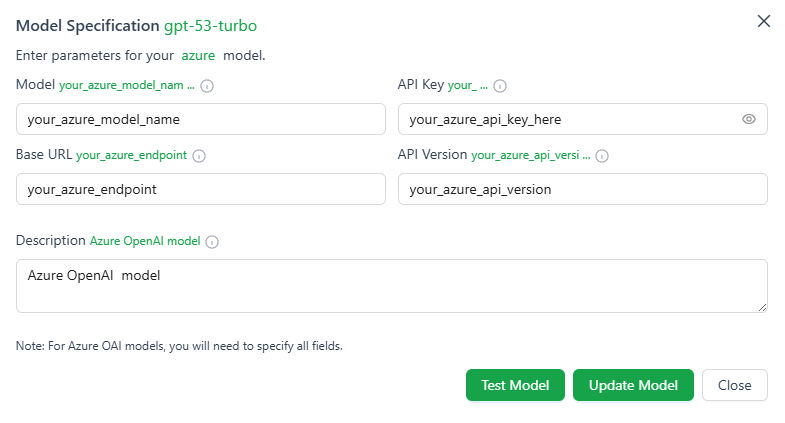 Model Specification gpt-53-turbo
Enter parameters for your azure model.
Model your_azure_model_nam ...
API Key your_ ...
your_azure_model_name
your_azure_api_key_here
Base URL your_azure_endpoint
API Version your_azure_api_versi ...
your_azure_endpoint
your_azure_api_version
Description Azure OpenAI model
Azure OpenAI  model
Note: For Azure OAI models, you will need to specify all fields.
Test Model
Update Model
Close